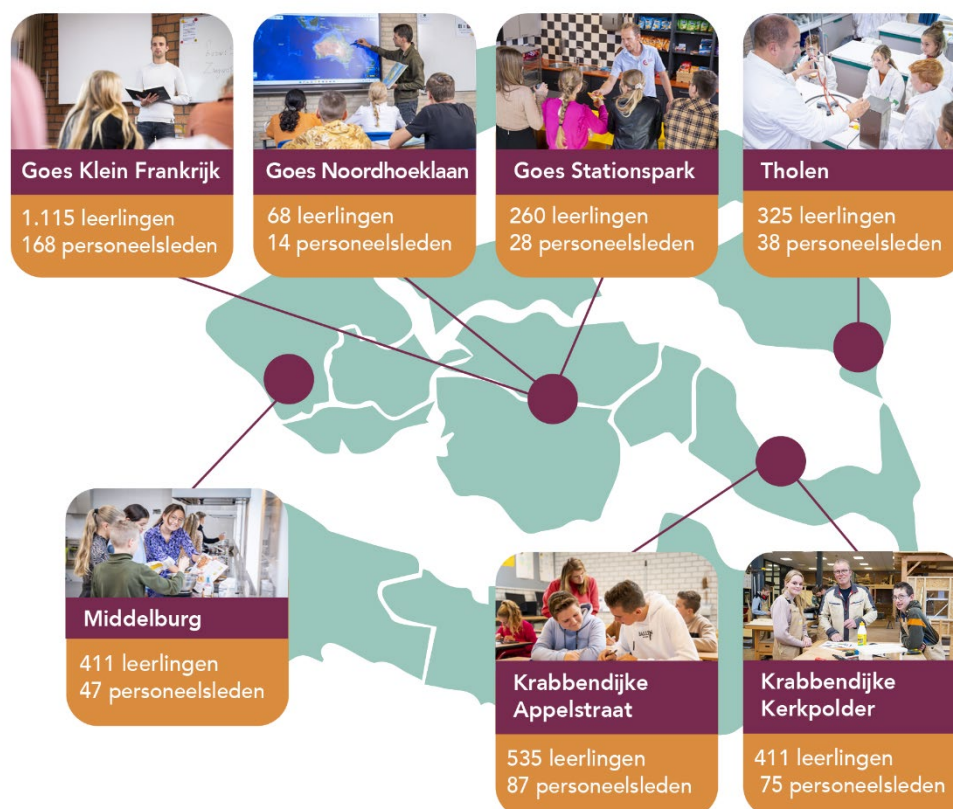 Goes Klein Frankrijk
1.115 leerlingen
168 personeelsleden
Goes Noordhoeklaan
68 leerlingen
14 personeelsleden
Goes Stationspark
260 leerlingen
28 personeelsleden
Tholen
325 leerlingen
38 personeelsleden
Middelburg
411 leerlingen
47 personeelsleden
Krabbendijke
Appelstraat
535 leerlingen
87 personeelsleden
Krabbendijke
Kerkpolder
411 leerlingen
75 personeelsleden